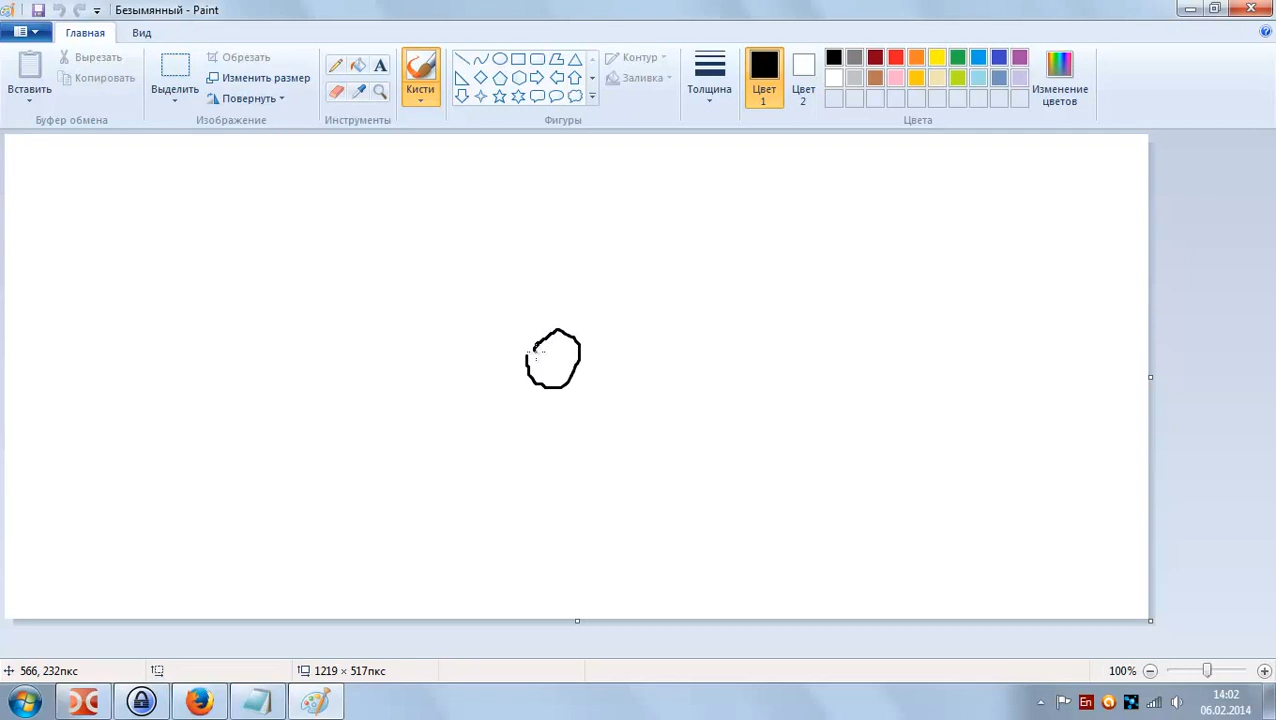 Безымянный - Paint
Главная Вид
Вставить
Вырезать
Копировать
Буфер обмена
Выделить
Обрезать
Изменить размер
Повернуть
Изображение
A
Инструменты
Кисти
Контур
Заливка
Фигуры
Толщина
Цвет 1
Цвет 2
Изменение цветов
Цвета
566, 232пкс
1219 × 517пкс
100%
En
14:02
06.02.2014